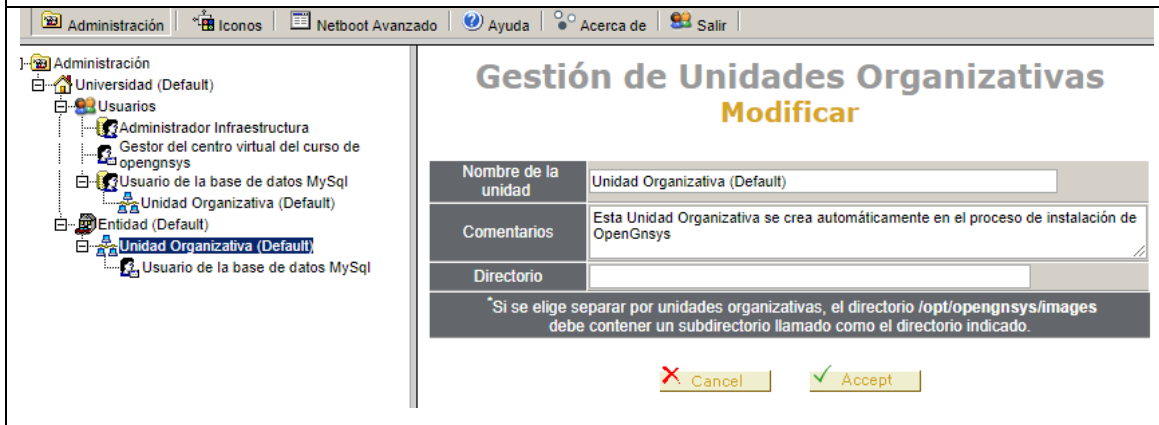 Administración Iconos Netboot Avanzado Ayuda Acerca de Salir
Administración
Universidad (Default)
Usuarios
Administrador Infraestructura
Gestor del centro virtual del curso de
opengnsys
Usuario de la base de datos MySql
Unidad Organizativa (Default)
Entidad (Default)
Unidad Organizativa (Default)
Usuario de la base de datos MySql
Gestión de Unidades Organizativas
Modificar
Nombre de la
unidad
Unidad Organizativa (Default)
Comentarios
Esta Unidad Organizativa se crea automáticamente en el proceso de instalación de
OpenGnsys
Directorio
*Si se elige separar por unidades organizativas, el directorio /opt/opengnsys/images
debe contener un subdirectorio llamado como el directorio indicado.
Cancel Accept